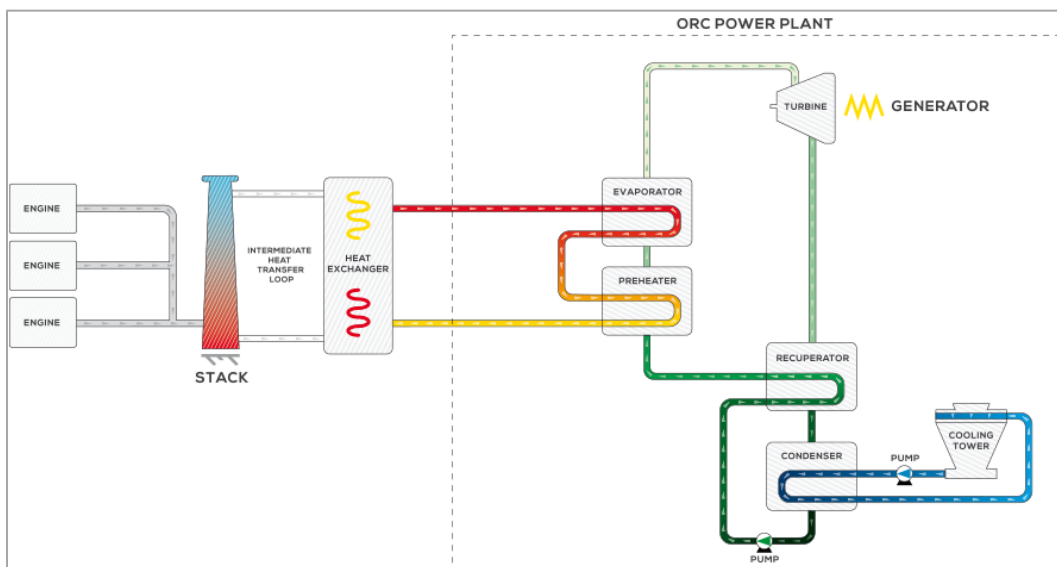 ORC POWER PLANT
TURBINE
GENERATOR
EVAPORATOR
ENGINE
ENGINE
ENGINE
INTERMEDIATE
HEAT
TRANSFER
LOOP
HEAT
EXCHANGER
PREHEATER
STACK
RECUPERATOR
COOLING
TOWER
CONDENSER
PUMP
PUMP